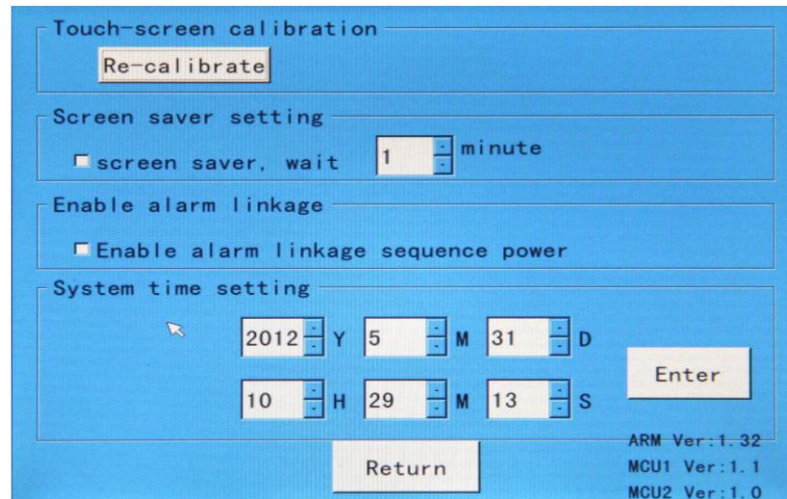 Touch-screen calibration
Re-calibrate
Screen saver setting
screen saver, wait 1 minute
Enable alarm linkage
Enable alarm linkage sequence power
System time setting
2012 Y 5 M 31 D
Enter
10 H 29 M 13 S
ARM Ver:1.32
Return
MCU1 Ver:1.1
MCU2 Ver:1.0